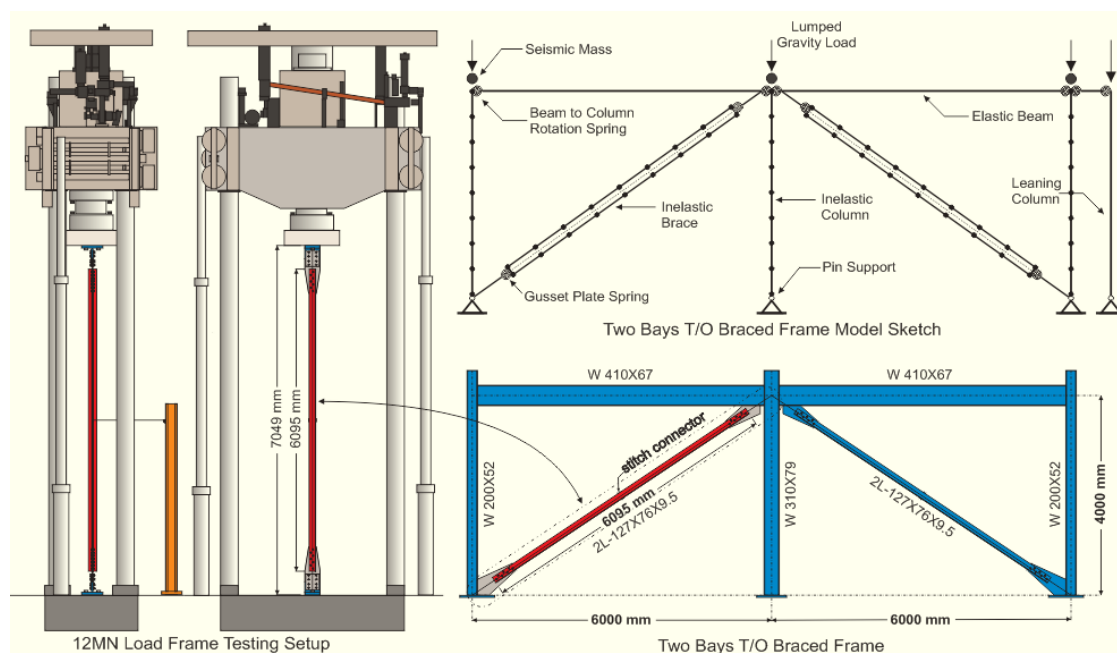 7049 mm
6095 mm
12MN Load Frame Testing Setup
Seismic Mass
Lumped
Gravity Load
Beam to Column
Rotation Spring
Elastic Beam
Inelastic
Brace
Inelastic
Column
Leaning
Column
Pin Support
Gusset Plate Spring
Two Bays T/O Braced Frame Model Sketch
W 410X67
W 410X67
stitch connector
W 200X52
6095 mm
2L-127X76X9.5
W 310X79
2L-127X76X9.5
W 200X52
4000 mm
6000 mm
6000 mm
Two Bays T/O Braced Frame